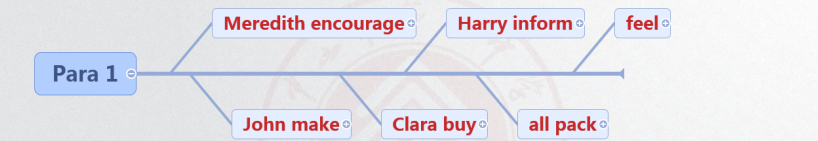 Meredith encourage
Harry inform
feel
Para 1
John make
Clara buy
all pack